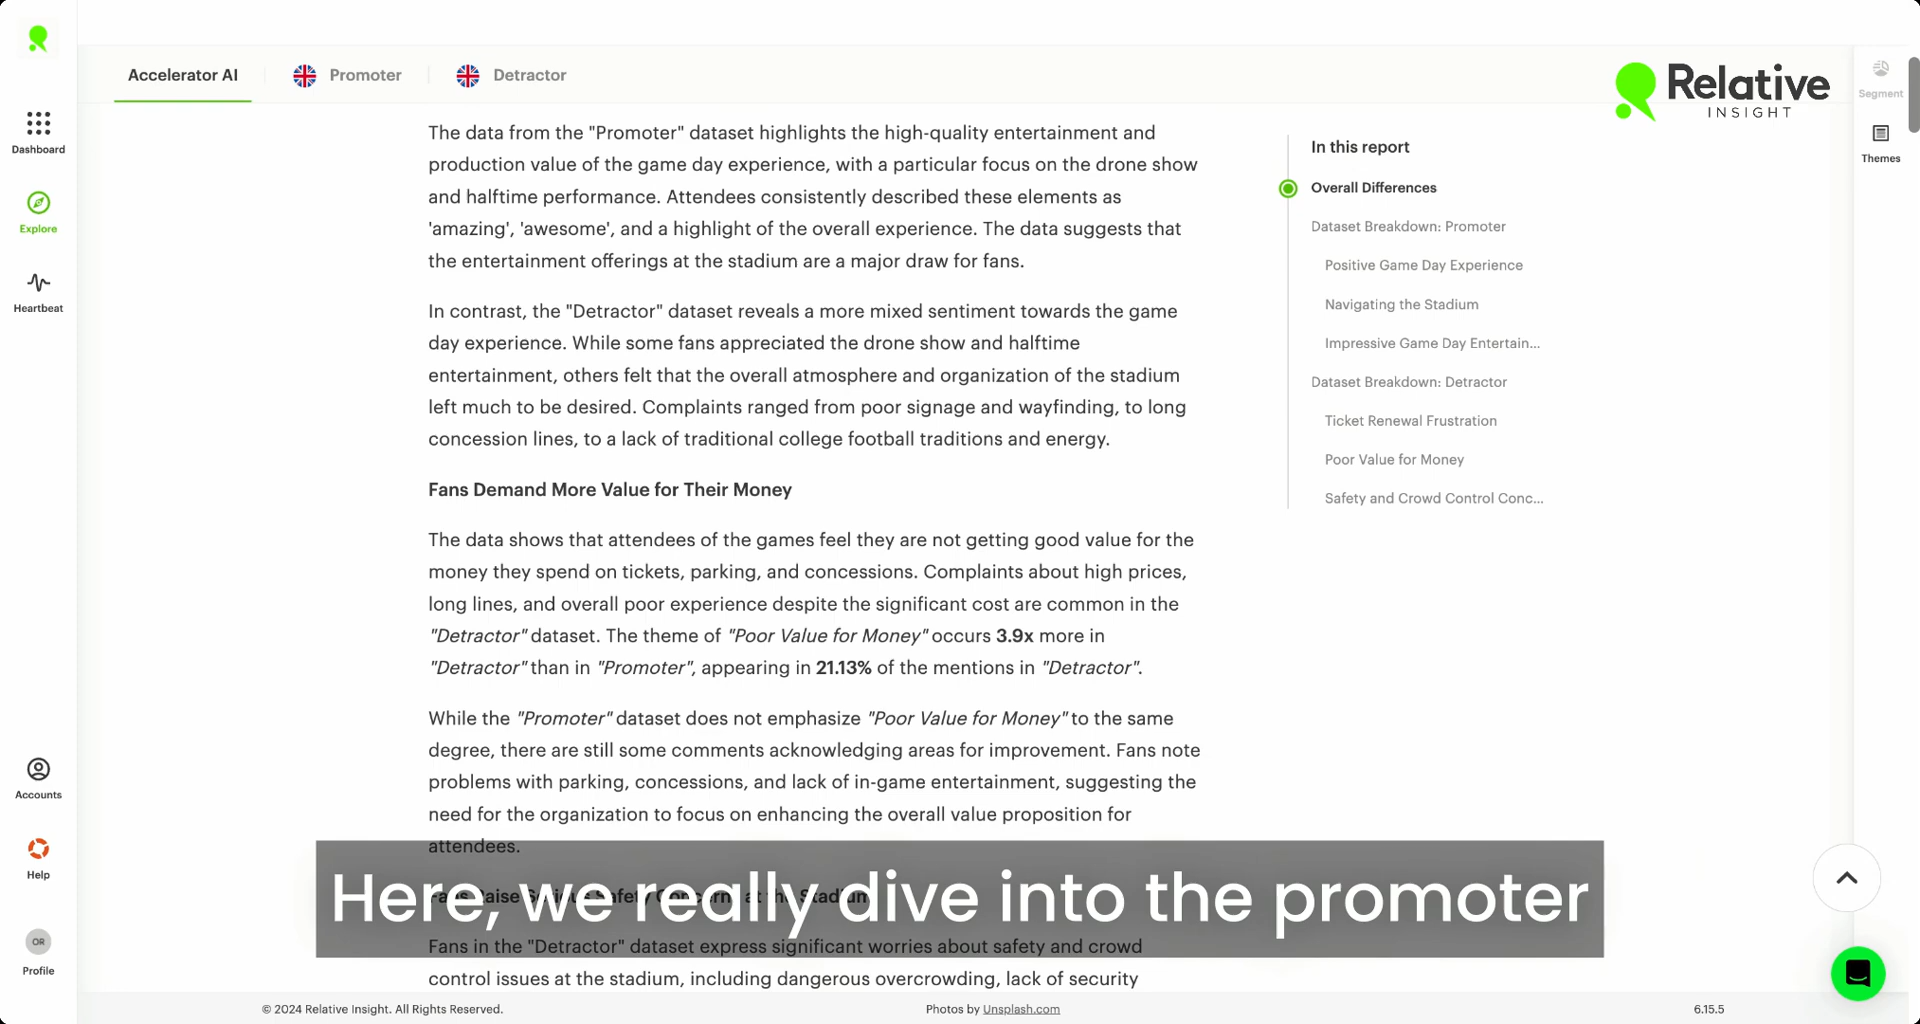 Accelerator AI
Promoter
Detractor
Relative
INSIGHT
Segment
Themes
Dashboard
Explore
Heartbeat
Accounts
Help
OR
Profile
The data from the "Promoter" dataset highlights the high-quality entertainment and
production value of the game day experience, with a particular focus on the drone show
and halftime performance. Attendees consistently described these elements as
'amazing', 'awesome', and a highlight of the overall experience. The data suggests that
the entertainment offerings at the stadium are a major draw for fans.
In contrast, the "Detractor" dataset reveals a more mixed sentiment towards the game
day experience. While some fans appreciated the drone show and halftime
entertainment, others felt that the overall atmosphere and organization of the stadium
left much to be desired. Complaints ranged from poor signage and wayfinding, to long
concession lines, to a lack of traditional college football traditions and energy.
Fans Demand More Value for Their Money
The data shows that attendees of the games feel they are not getting good value for the
money they spend on tickets, parking, and concessions. Complaints about high prices,
long lines, and overall poor experience despite the significant cost are common in the
"Detractor" dataset. The theme of "Poor Value for Money" occurs 3.9x more in
"Detractor" than in "Promoter", appearing in 21.13% of the mentions in "Detractor".
While the "Promoter" dataset does not emphasize "Poor Value for Money" to the same
degree, there are still some comments acknowledging areas for improvement. Fans note
problems with parking, concessions, and lack of in-game entertainment, suggesting the
need for the organization to focus on enhancing the overall value proposition for
attendees.
Fans Raise Serious Safety Concerns at the Stadium
Here, we really dive into the promoter
Fans in the "Detractor" dataset express significant worries about safety and crowd
control issues at the stadium, including dangerous overcrowding, lack of security
In this report
Overall Differences
Dataset Breakdown: Promoter
Positive Game Day Experience
Navigating the Stadium
Impressive Game Day Entertain...
Dataset Breakdown: Detractor
Ticket Renewal Frustration
Poor Value for Money
Safety and Crowd Control Conc...
© 2024 Relative Insight. All Rights Reserved.
Photos by Unsplash.com
6.15.5